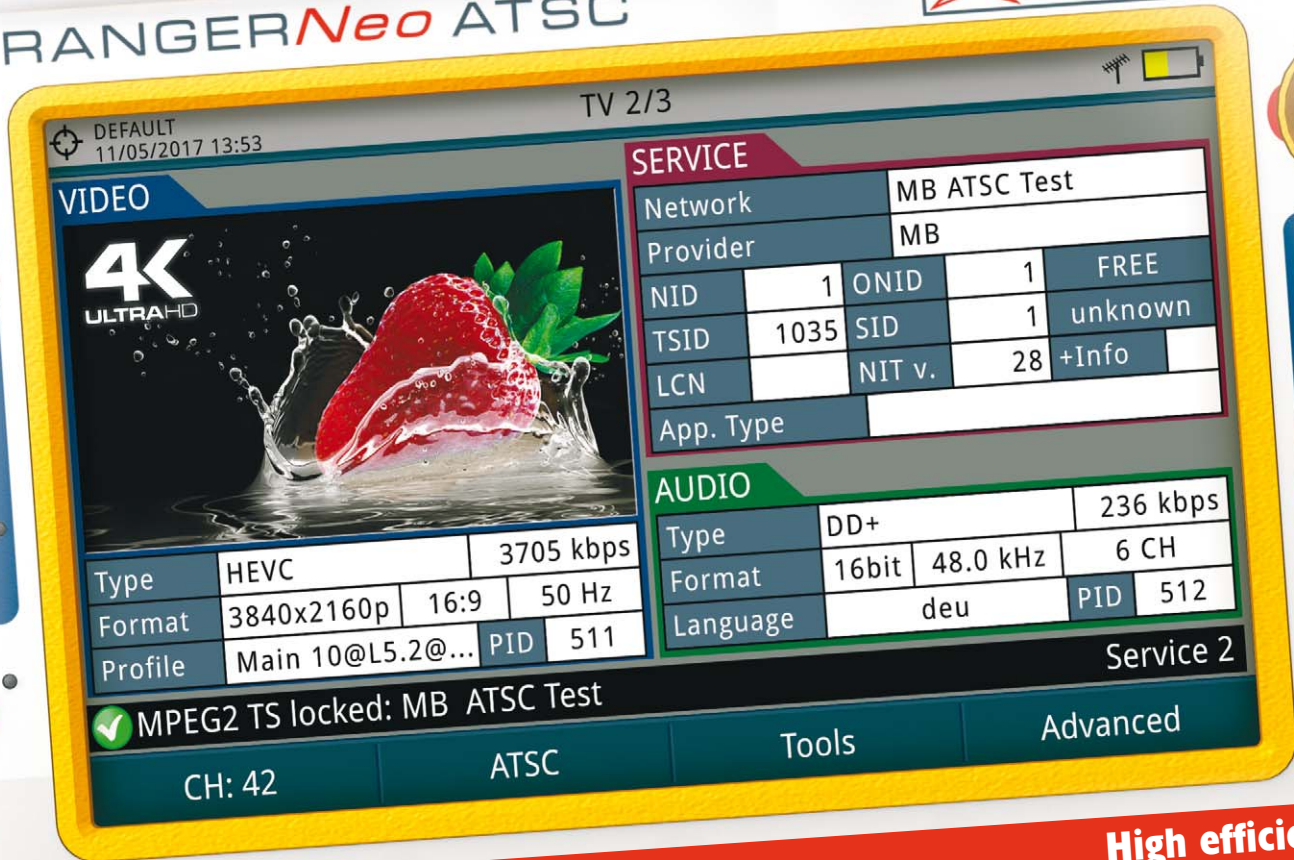 RANGERNeo ATSC
TV 2/3
DEFAULT
11/05/2017 13:53
VIDEO
4K
ULTRAHD
Type HEVC 3705 kbps
Format 3840x2160p 16:9 50 Hz
Profile Main 10@L5.2@... PID 511
SERVICE
Network MB ATSC Test
Provider MB
NID 1 ONID 1 FREE
TSID 1035 SID 1 unknown
LCN NIT v. 28 +Info
App. Type
AUDIO
Type DD+ 236 kbps
Format 16bit 48.0 kHz 6 CH
Language deu PID 512
MPEG2 TS locked: MB ATSC Test Service 2
CH: 42 ATSC Tools Advanced
High